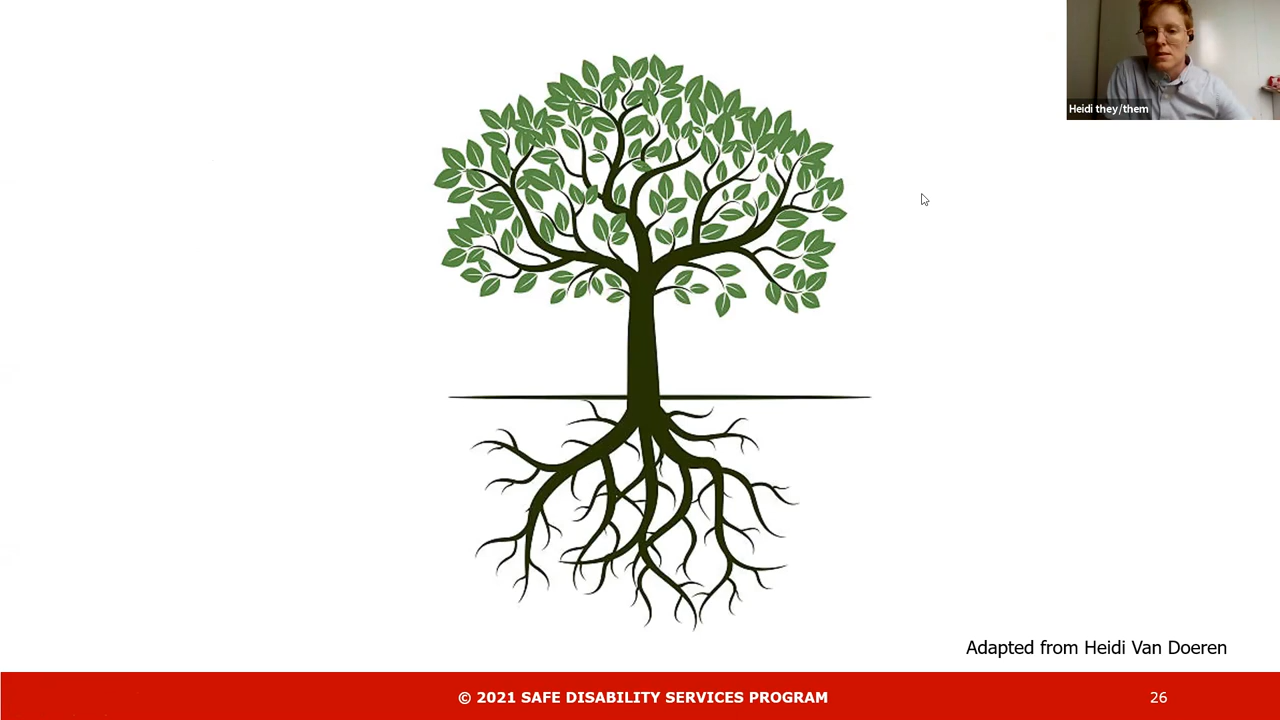 Heidi they/them
Adapted from Heidi Van Doeren
© 2021 SAFE DISABILITY SERVICES PROGRAM
26